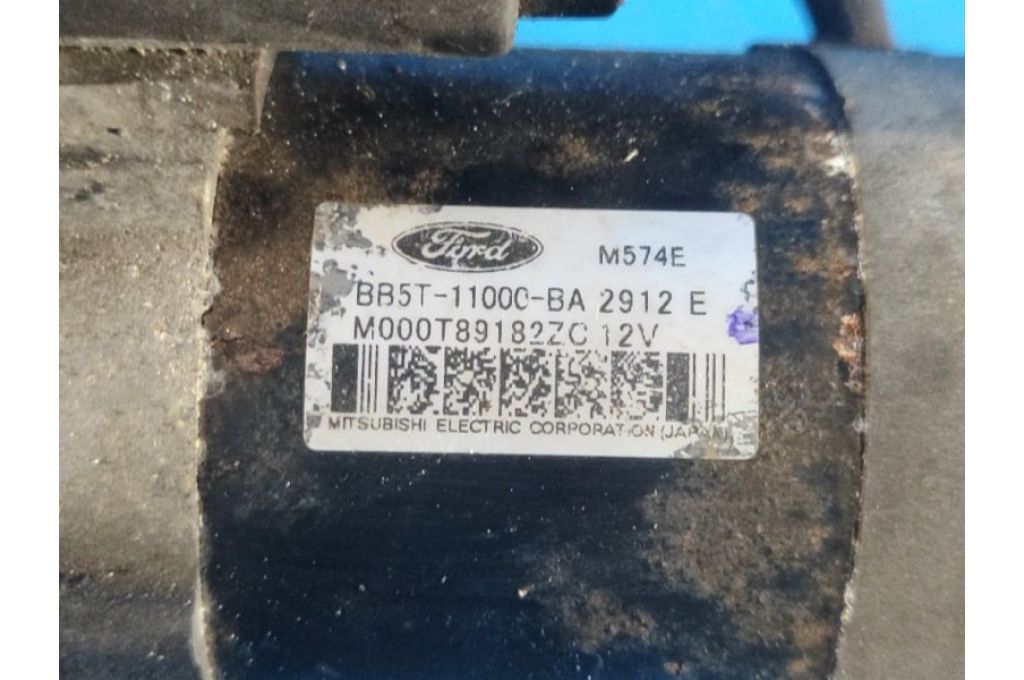 Ford M574E
BB5T-11000-BA 2912 E
M000T89182ZC 12V
MITSUBISHI ELECTRIC CORPORATION (JAPAN)